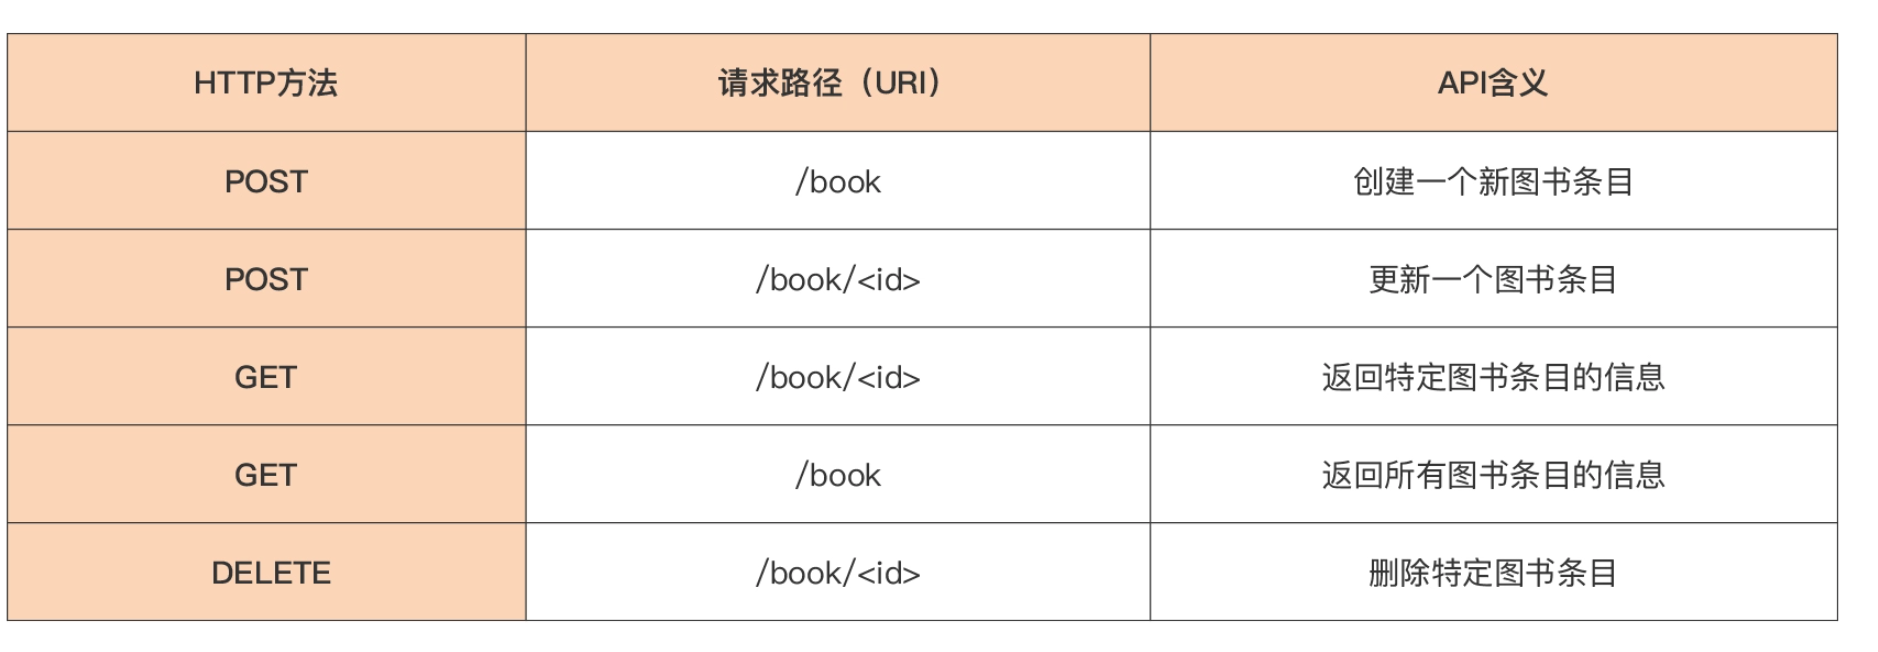 HTTP方法 请求路径（URI） API含义
POST /book 创建一个新图书条目
POST /book/<id> 更新一个图书条目
GET /book/<id> 返回特定图书条目的信息
GET /book 返回所有图书条目的信息
DELETE /book/<id> 删除特定图书条目